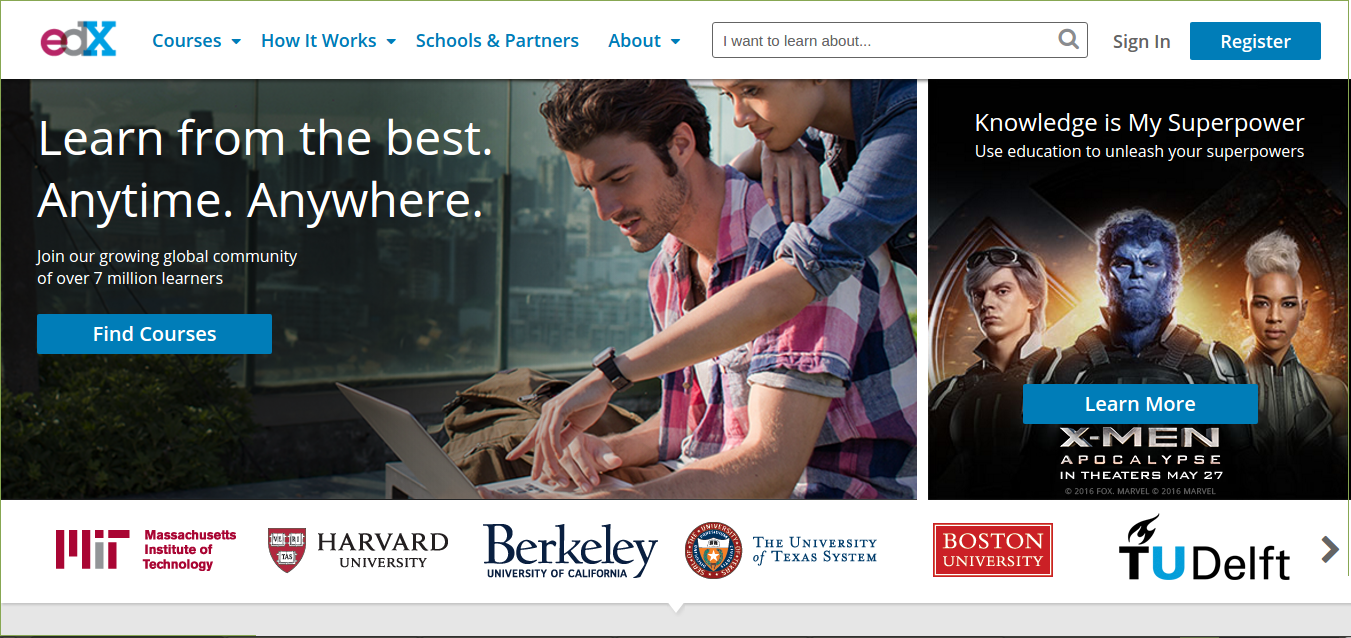 edX
Courses
How It Works
Schools & Partners
About
I want to learn about...
Sign In
Register
Learn from the best.
Anytime. Anywhere.
Join our growing global community
of over 7 million learners
Find Courses
Knowledge is My Superpower
Use education to unleash your superpowers
Learn More
X-MEN
APOCALYPSE
IN THEATERS MAY 27
© 2016 FOX. MARVEL © 2016 MARVEL
MIT
Massachusetts
Institute of
Technology
VE RI
TAS
HARVARD
UNIVERSITY
Berkeley
UNIVERSITY OF CALIFORNIA
THE UNIVERSITY
of TEXAS SYSTEM
BOSTON
UNIVERSITY
TUDelft